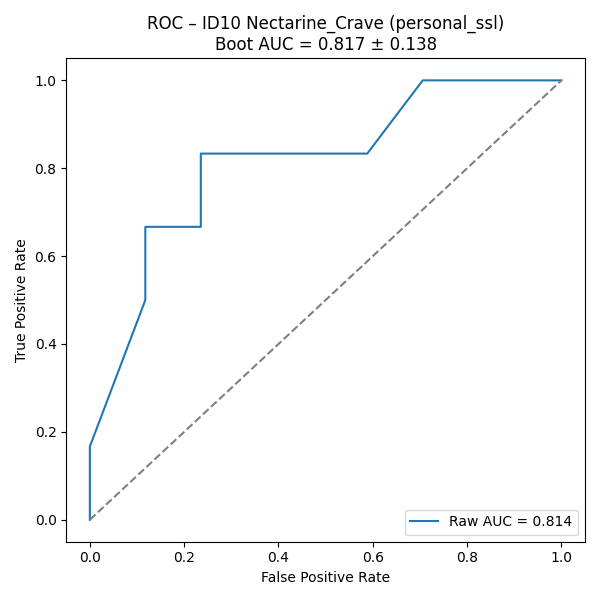 ROC – ID10 Nectarine_Crave (personal_ssl)
Boot AUC = 0.817 ± 0.138
True Positive Rate
1.0
0.8
0.6
0.4
0.2
0.0
Raw AUC = 0.814
0.0 0.2 0.4 0.6 0.8 1.0
False Positive Rate